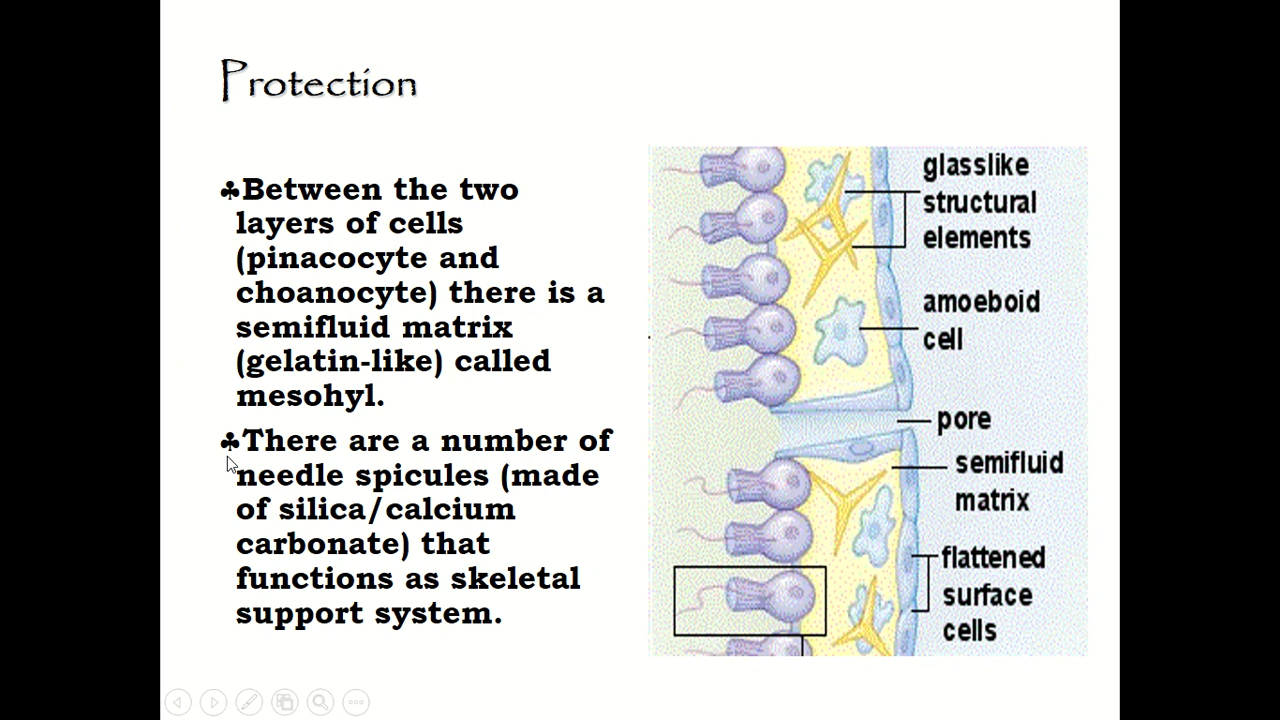 Protection
♣Between the two
layers of cells
(pinacocyte and
choanocyte) there is a
semifluid matrix
(gelatin-like) called
mesohyl.
♣There are a number of
needle spicules (made
of silica/calcium
carbonate) that
functions as skeletal
support system.
glasslike
structural
elements
amoeboid
cell
pore
semifluid
matrix
flattened
surface
cells